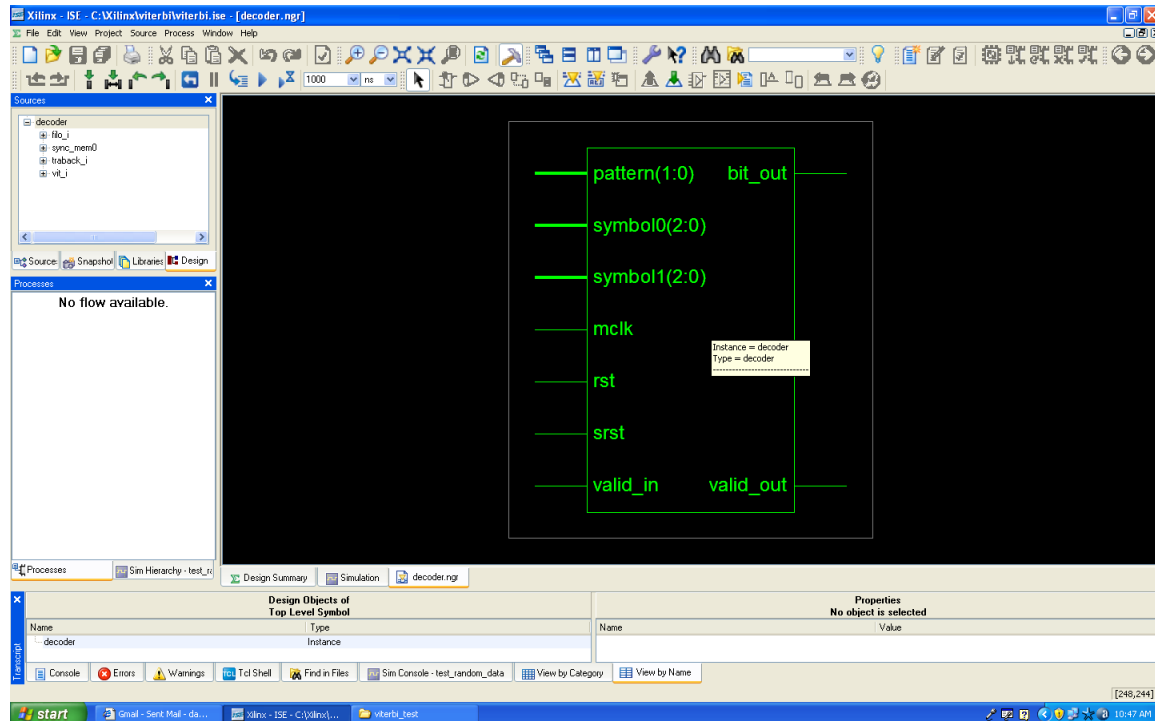 Xilinx - ISE - C:\Xilinx\viterbi\viterbi.ise - [decoder.ngr]
File Edit View Project Source Process Window Help
1000 ns
Sources
decoder
filo_i
sync_mem0
traback_i
vit_i
Source Snapshol Libraries Design
Processes
No flow available.
Processes Sim Hierarchy - test_ra
pattern(1:0) bit_out
symbol0(2:0)
symbol1(2:0)
mclk
Instance = decoder
Type = decoder
rst
srst
valid_in valid_out
Design Summary Simulation decoder.ngr
Design Objects of
Top Level Symbol
Properties
No object is selected
Name Type Name Value
decoder Instance
Transcript
Console Errors Warnings Tcl Shell Find in Files Sim Console - test_random_data View by Category View by Name
[248,244]
start Gmail - Sent Mail - da... Xilinx - ISE - C:\Xilinx\... viterbi_test 10:47 AM